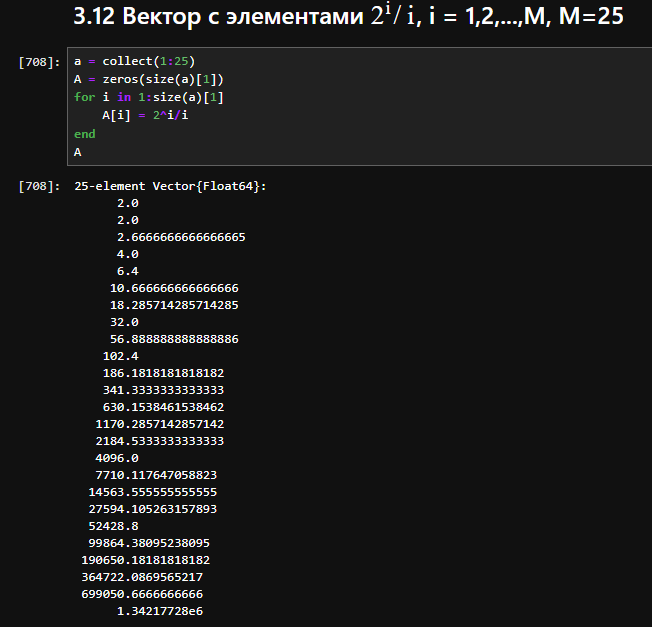 3.12 Вектор с элементами 2^i/ i, i = 1,2,...,M, M=25
[708]: a = collect(1:25)
A = zeros(size(a)[1])
for i in 1:size(a)[1]
    A[i] = 2^i/i
end
A
[708]: 25-element Vector{Float64}:
2.0
2.0
2.6666666666666665
4.0
6.4
10.666666666666666
18.285714285714285
32.0
56.888888888888886
102.4
186.1818181818182
341.3333333333333
630.1538461538462
1170.2857142857142
2184.5333333333333
4096.0
7710.117647058823
14563.555555555555
27594.105263157893
52428.8
99864.38095238095
190650.18181818182
364722.0869565217
699050.6666666666
1.34217728e6